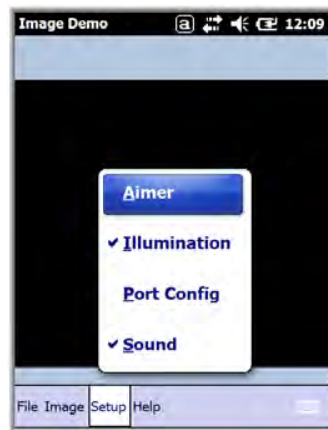 Image Demo a 12:09
Aimer
Illumination
Port Config
Sound
File Image Setup Help